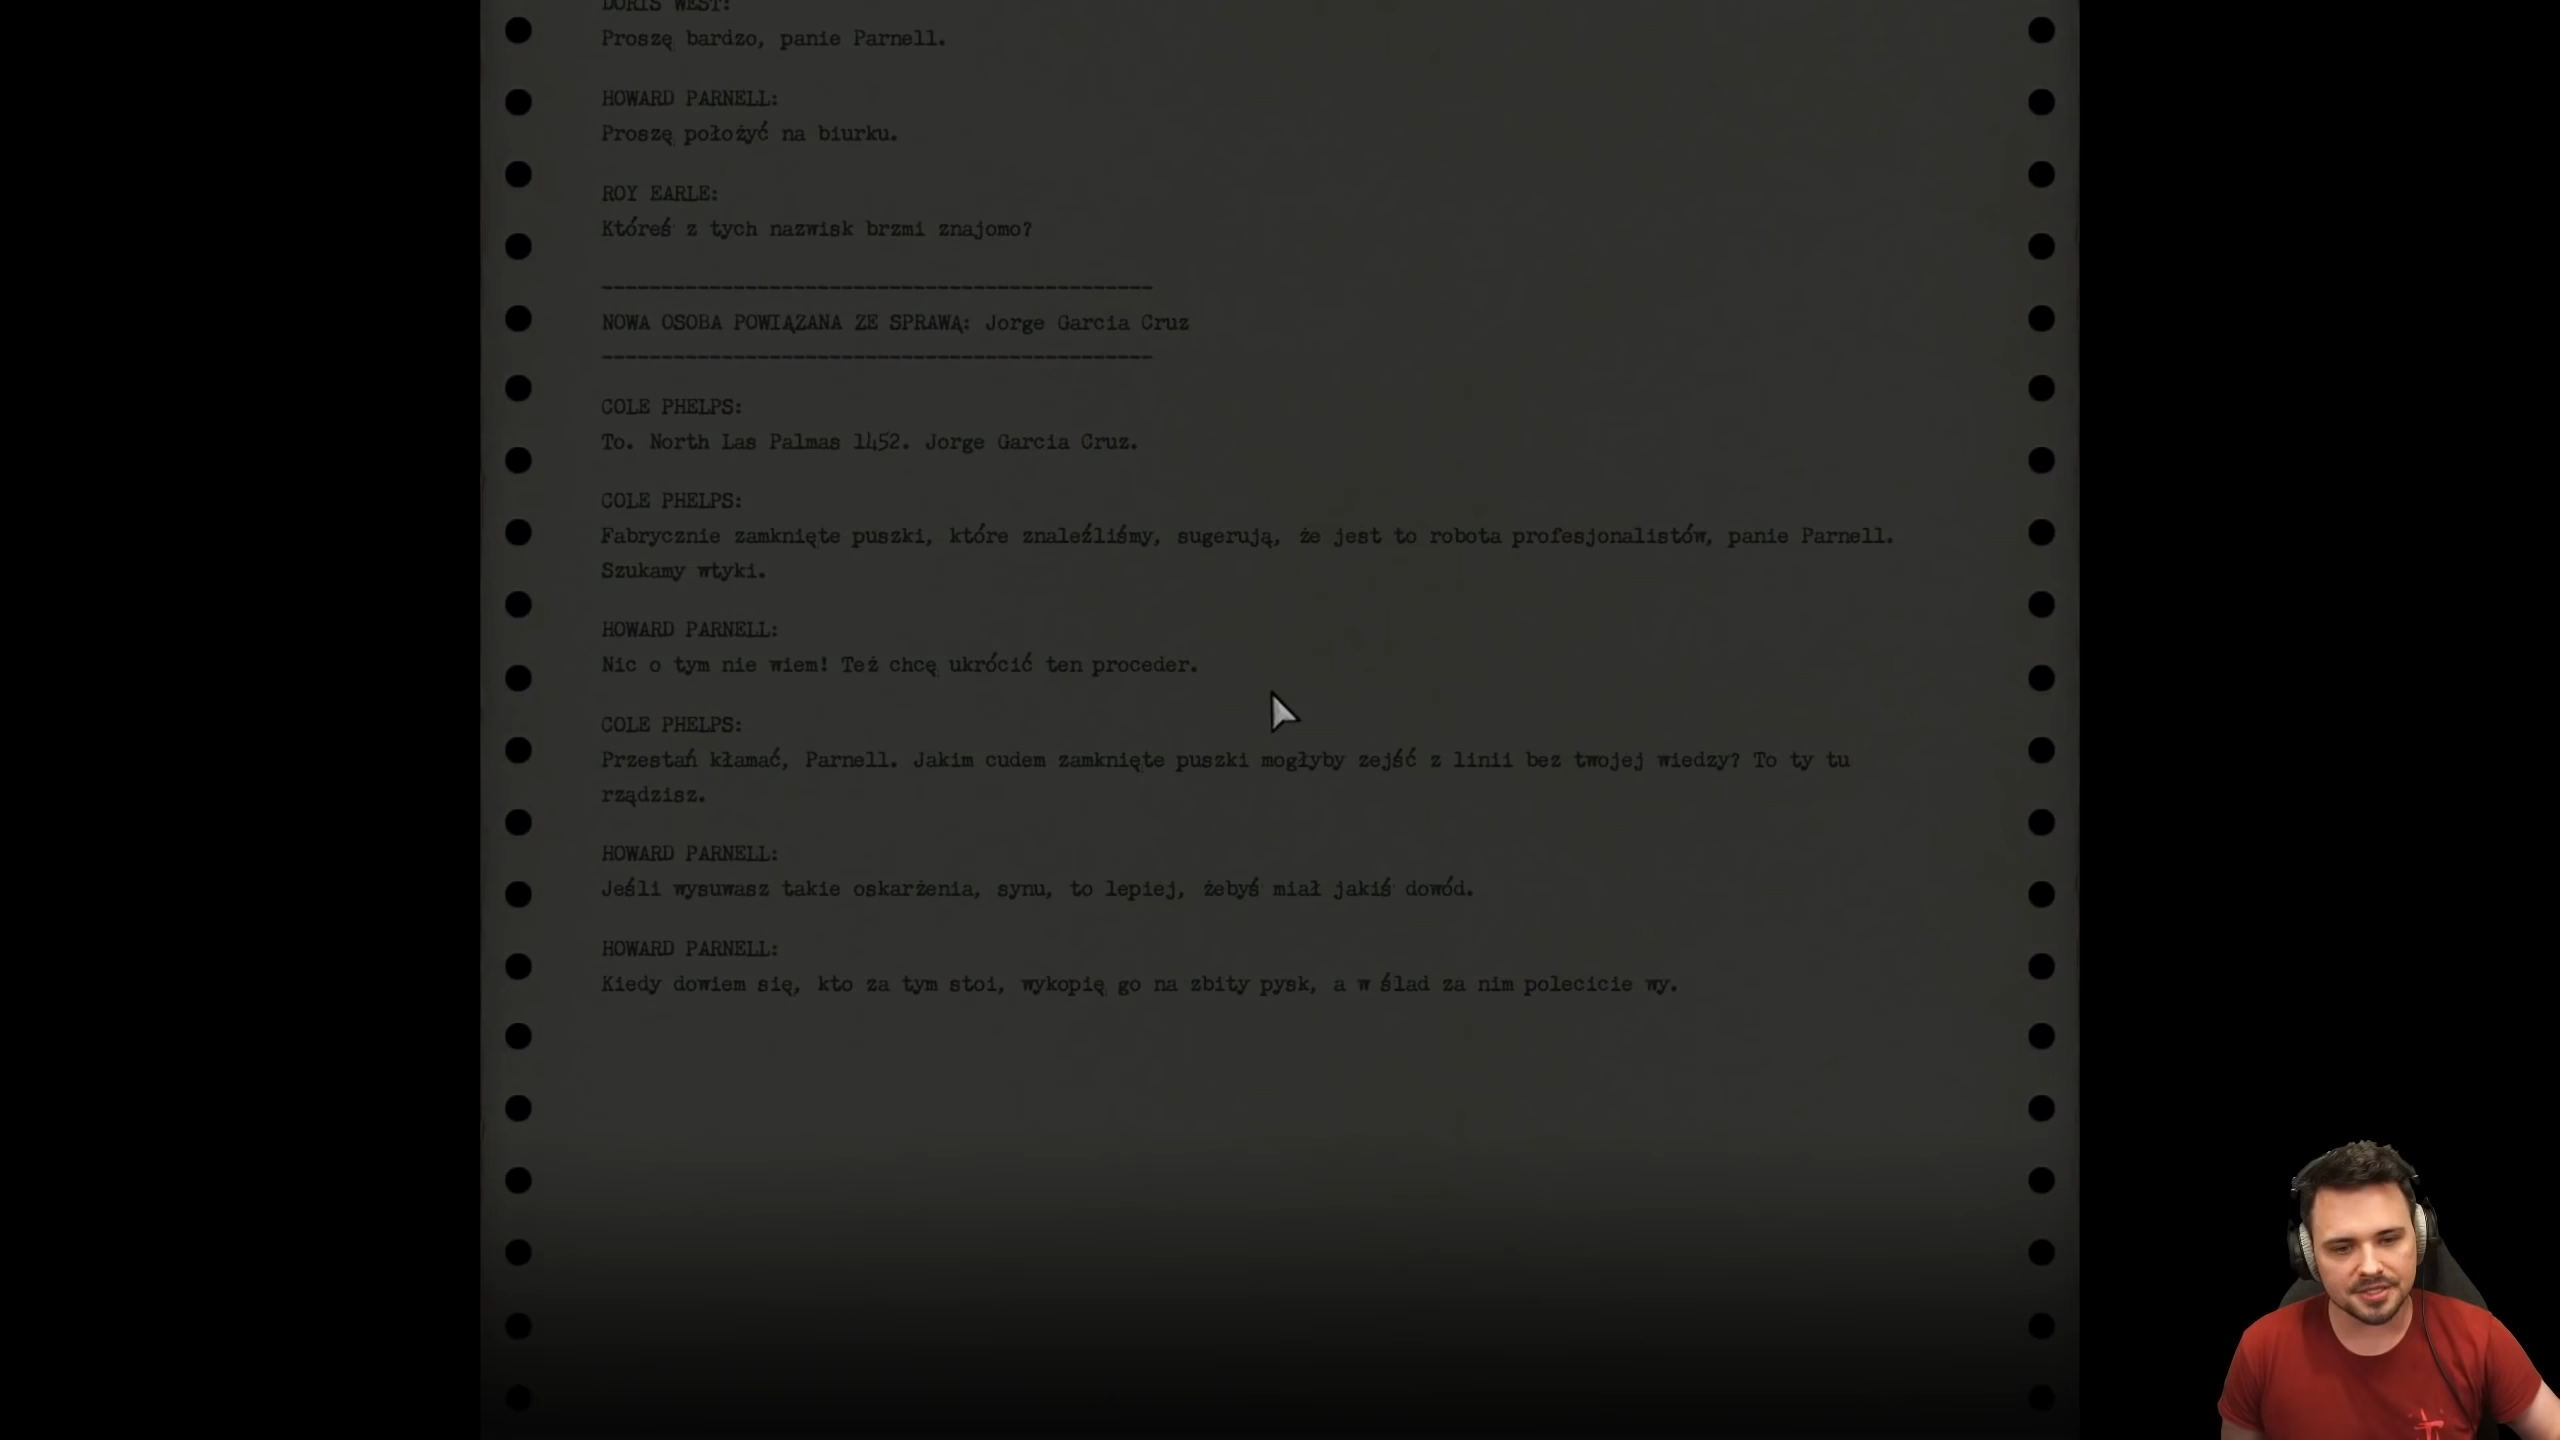 DORIS WEST:
Proszę bardzo, panie Parnell.
HOWARD PARNELL:
Proszę położyć na biurku.
ROY EARLE:
Któreś z tych nazwisk brzmi znajomo?
NOWA OSOBA POWIĄZANA ZE SPRAWĄ: Jorge Garcia Cruz
COLE PHELPS:
To. North Las Palmas 1452. Jorge Garcia Cruz.
COLE PHELPS:
Fabrycznie zamknięte puszki, które znaleźliśmy, sugerują, że jest to robota profesjonalistów, panie Parnell.
Szukamy wtyki.
HOWARD PARNELL:
Nic o tym nie wiem! Też chcę ukrócić ten proceder.
COLE PHELPS:
Przestań kłamać, Parnell. Jakim cudem zamknięte puszki mogłyby zejść z linii bez twojej wiedzy? To ty tu
rządzisz.
HOWARD PARNELL:
Jeśli wysuwasz takie oskarżenia, synu, to lepiej, żebyś miał jakiś dowód.
HOWARD PARNELL:
Kiedy dowiem się, kto za tym stoi, wykopię go na zbity pysk, a w ślad za nim polecicie wy.